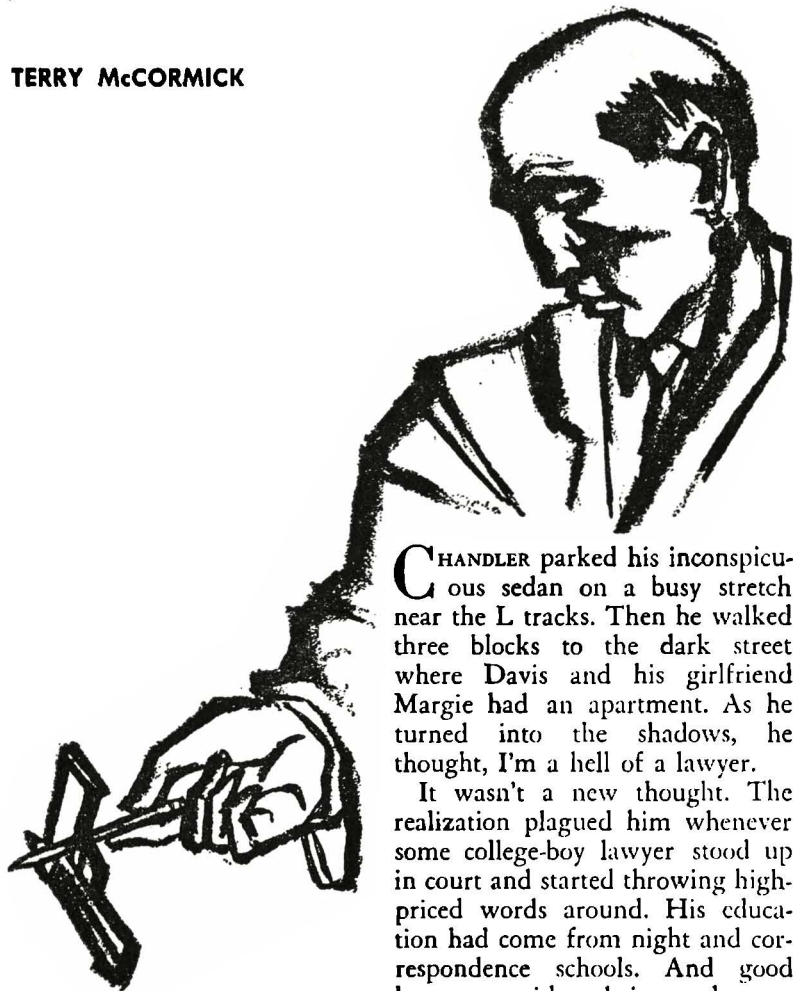 TERRY McCORMICK
CHANDLER parked his inconspicu-
ous sedan on a busy stretch
near the L tracks. Then he walked
three blocks to the dark street
where Davis and his girlfriend
Margie had an apartment. As he
turned into the shadows, he
thought, I'm a hell of a lawyer.
It wasn't a new thought. The
realization plagued him whenever
some college-boy lawyer stood up
in court and started throwing high-
priced words around. His educa-
tion had come from night and cor-
respondence schools. And good